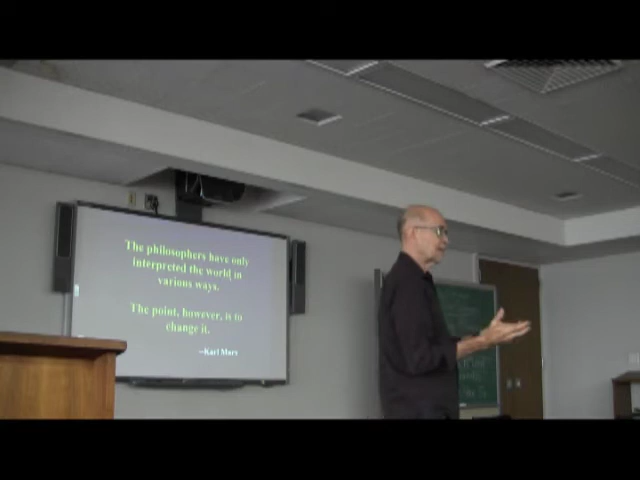 The philosophers have only
interpreted the world in
various ways.
The point, however, is to
change it.
--Karl Marx